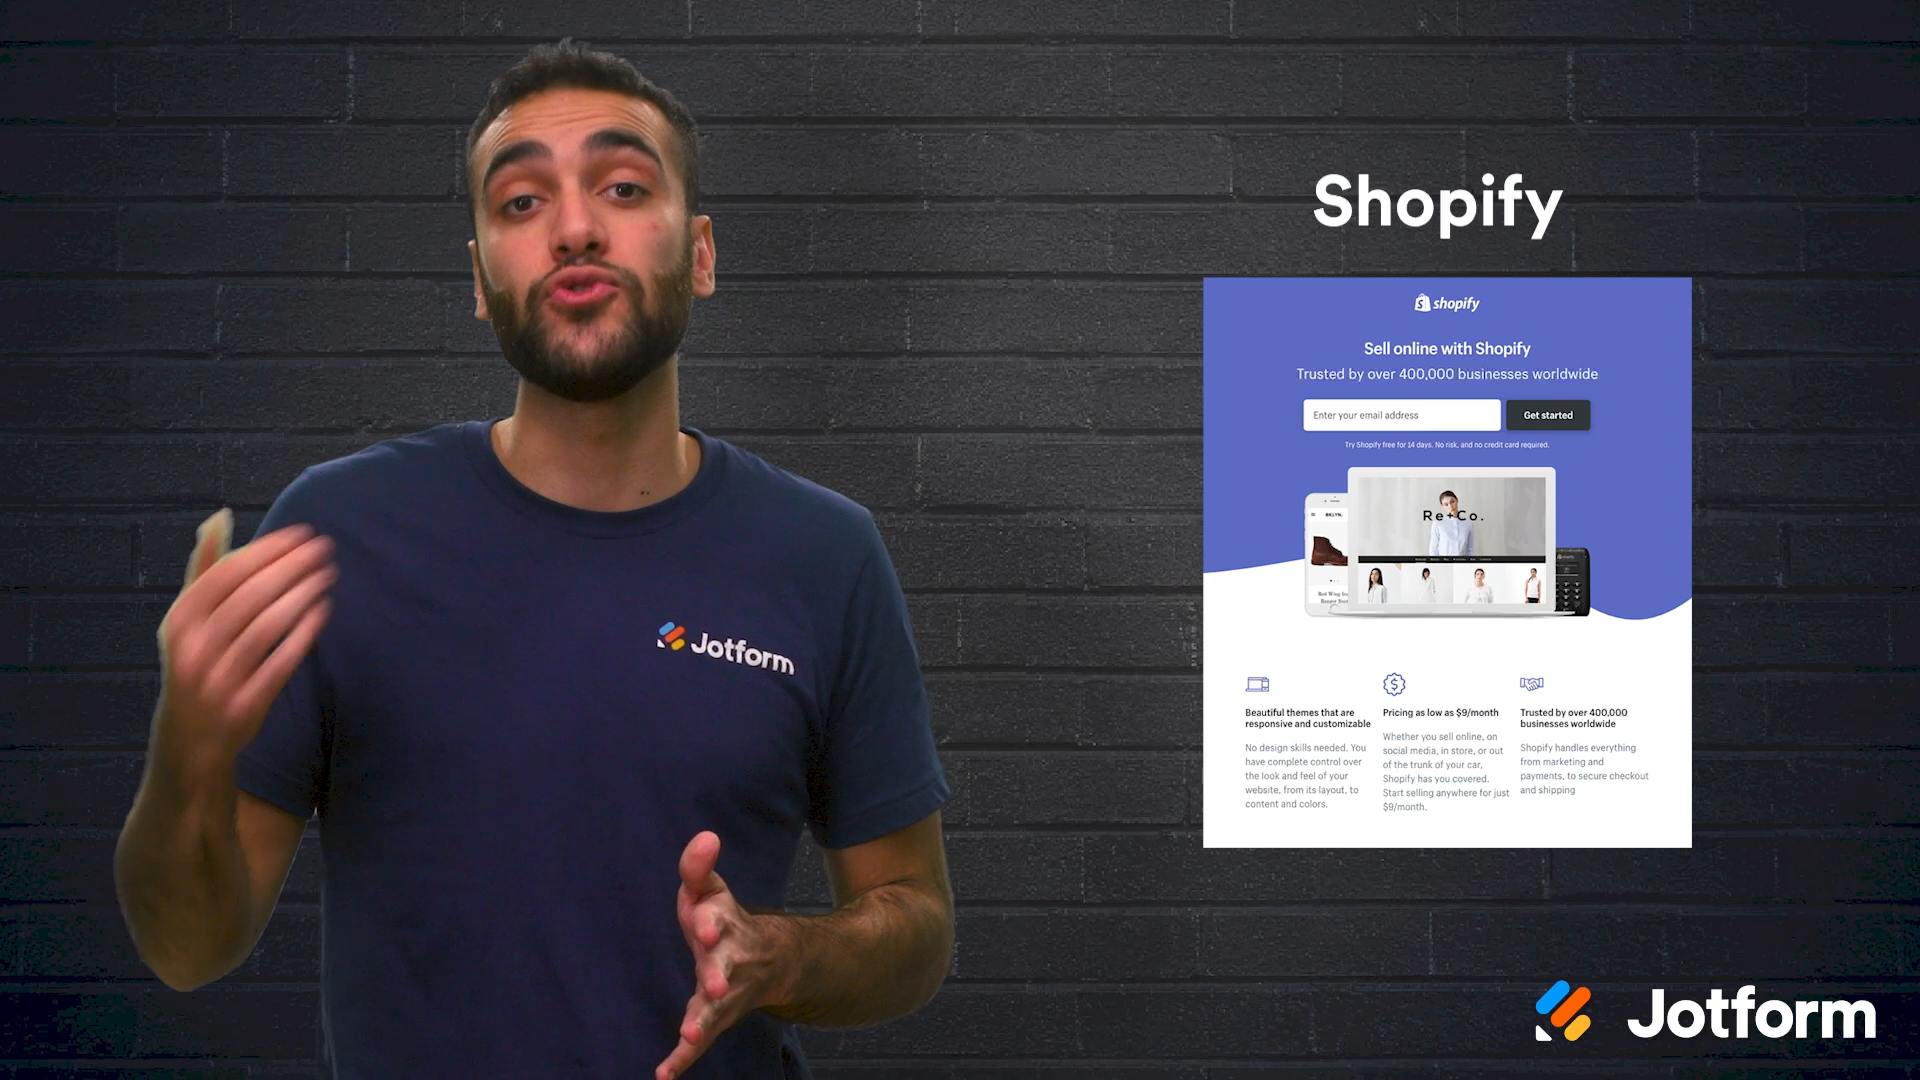 Shopify
shopify
Sell online with Shopify
Trusted by over 400,000 businesses worldwide
Enter your email address
Get started
Try Shopify free for 14 days. No risk, and no credit card required.
BKLYN.
Re+Co.
shopify
Jotform
Beautiful themes that are
responsive and customizable
No design skills needed. You
have complete control over
the look and feel of your
website, from its layout, to
content and colors.
Pricing as low as $9/month
Whether you sell online, on
social media, in store, or out
of the trunk of your car,
Shopify has you covered.
Start selling anywhere for just
$9/month.
Trusted by over 400,000
businesses worldwide
Shopify handles everything
from marketing and
payments, to secure checkout
and shipping
Jotform